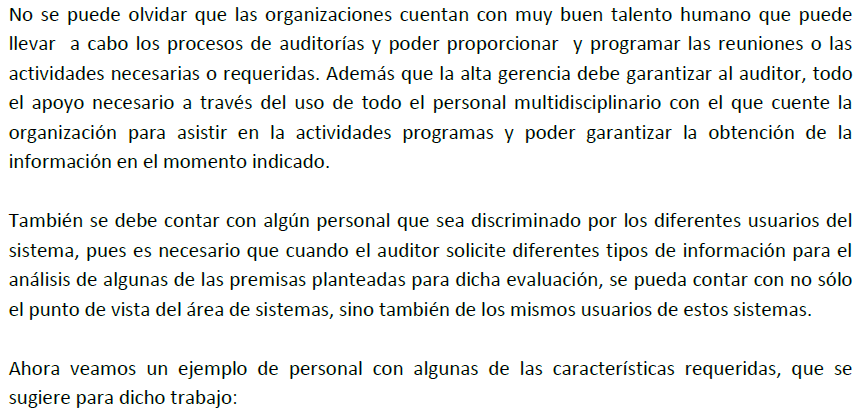 No se puede olvidar que las organizaciones cuentan con muy buen talento humano que puede
llevar a cabo los procesos de auditorías y poder proporcionar y programar las reuniones o las
actividades necesarias o requeridas. Además que la alta gerencia debe garantizar al auditor, todo
el apoyo necesario a través del uso de todo el personal multidisciplinario con el que cuente la
organización para asistir en la actividades programas y poder garantizar la obtención de la
información en el momento indicado.
También se debe contar con algún personal que sea discriminado por los diferentes usuarios del
sistema, pues es necesario que cuando el auditor solicite diferentes tipos de información para el
análisis de algunas de las premisas planteadas para dicha evaluación, se pueda contar con no sólo
el punto de vista del área de sistemas, sino también de los mismos usuarios de estos sistemas.
Ahora veamos un ejemplo de personal con algunas de las características requeridas, que se
sugiere para dicho trabajo: